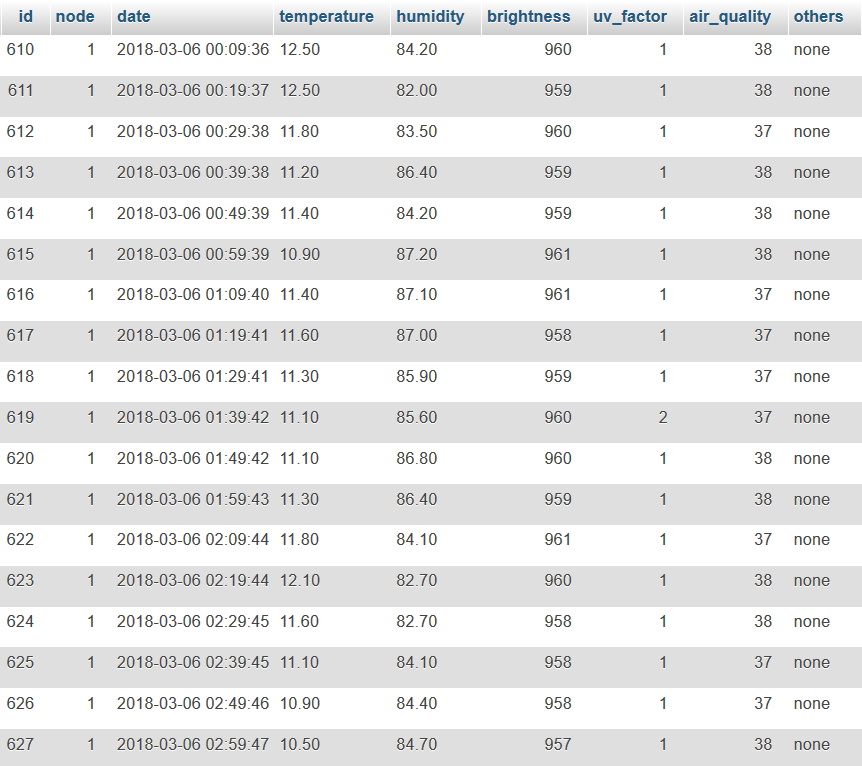 id node date temperature humidity brightness uv_factor air_quality others
610 1 2018-03-06 00:09:36 12.50 84.20 960 1 38 none
611 1 2018-03-06 00:19:37 12.50 82.00 959 1 38 none
612 1 2018-03-06 00:29:38 11.80 83.50 960 1 37 none
613 1 2018-03-06 00:39:38 11.20 86.40 959 1 38 none
614 1 2018-03-06 00:49:39 11.40 84.20 959 1 38 none
615 1 2018-03-06 00:59:39 10.90 87.20 961 1 38 none
616 1 2018-03-06 01:09:40 11.40 87.10 961 1 37 none
617 1 2018-03-06 01:19:41 11.60 87.00 958 1 37 none
618 1 2018-03-06 01:29:41 11.30 85.90 959 1 37 none
619 1 2018-03-06 01:39:42 11.10 85.60 960 2 37 none
620 1 2018-03-06 01:49:42 11.10 86.80 960 1 38 none
621 1 2018-03-06 01:59:43 11.30 86.40 959 1 38 none
622 1 2018-03-06 02:09:44 11.80 84.10 961 1 37 none
623 1 2018-03-06 02:19:44 12.10 82.70 960 1 38 none
624 1 2018-03-06 02:29:45 11.60 82.70 958 1 38 none
625 1 2018-03-06 02:39:45 11.10 84.10 958 1 37 none
626 1 2018-03-06 02:49:46 10.90 84.40 958 1 37 none
627 1 2018-03-06 02:59:47 10.50 84.70 957 1 38 none